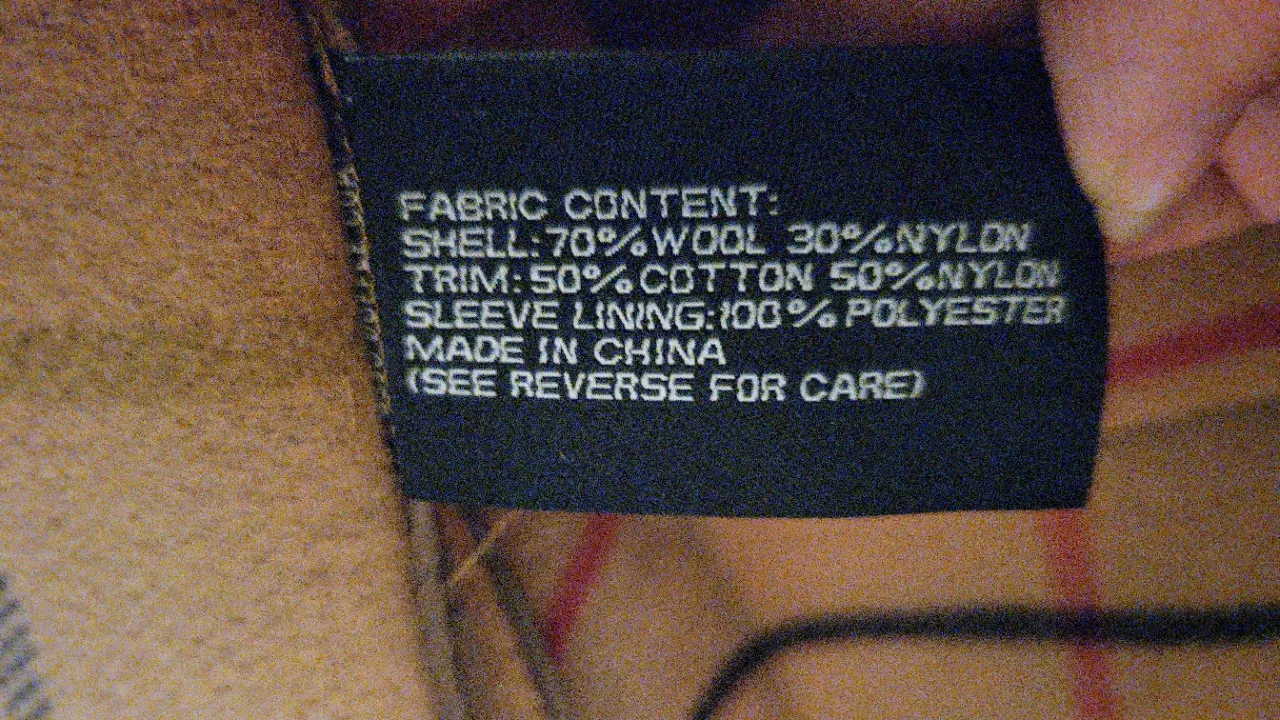 FABRIC CONTENT:
SHELL:70%WOOL 30%NYLON
TRIM:50%COTTON 50%NYLON
SLEEVE LINING:100% POLYESTER
MADE IN CHINA
(SEE REVERSE FOR CARE)